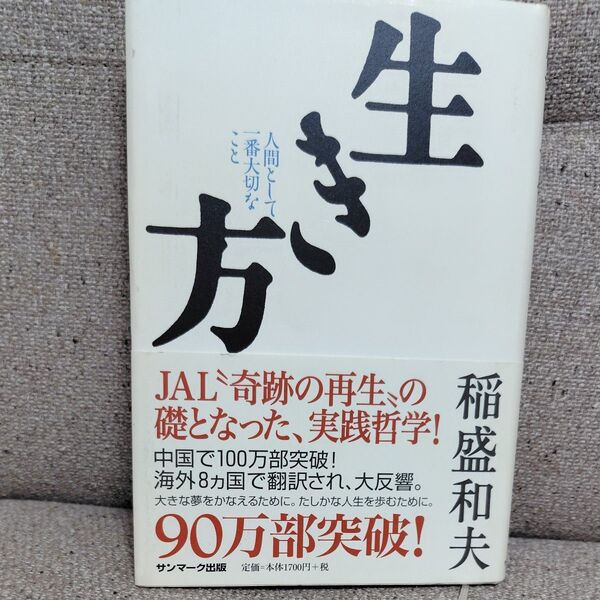 生き方
人間として
一番大切な
こと
稲盛和夫
JAL〝奇跡の再生〟の
礎となった、実践哲学!
中国で100万部突破!
海外8ヵ国で翻訳され、大反響。
大きな夢をかなえるために。たしかな人生を歩むために。
90万部突破!
サンマーク出版 定価=本体1700円+税